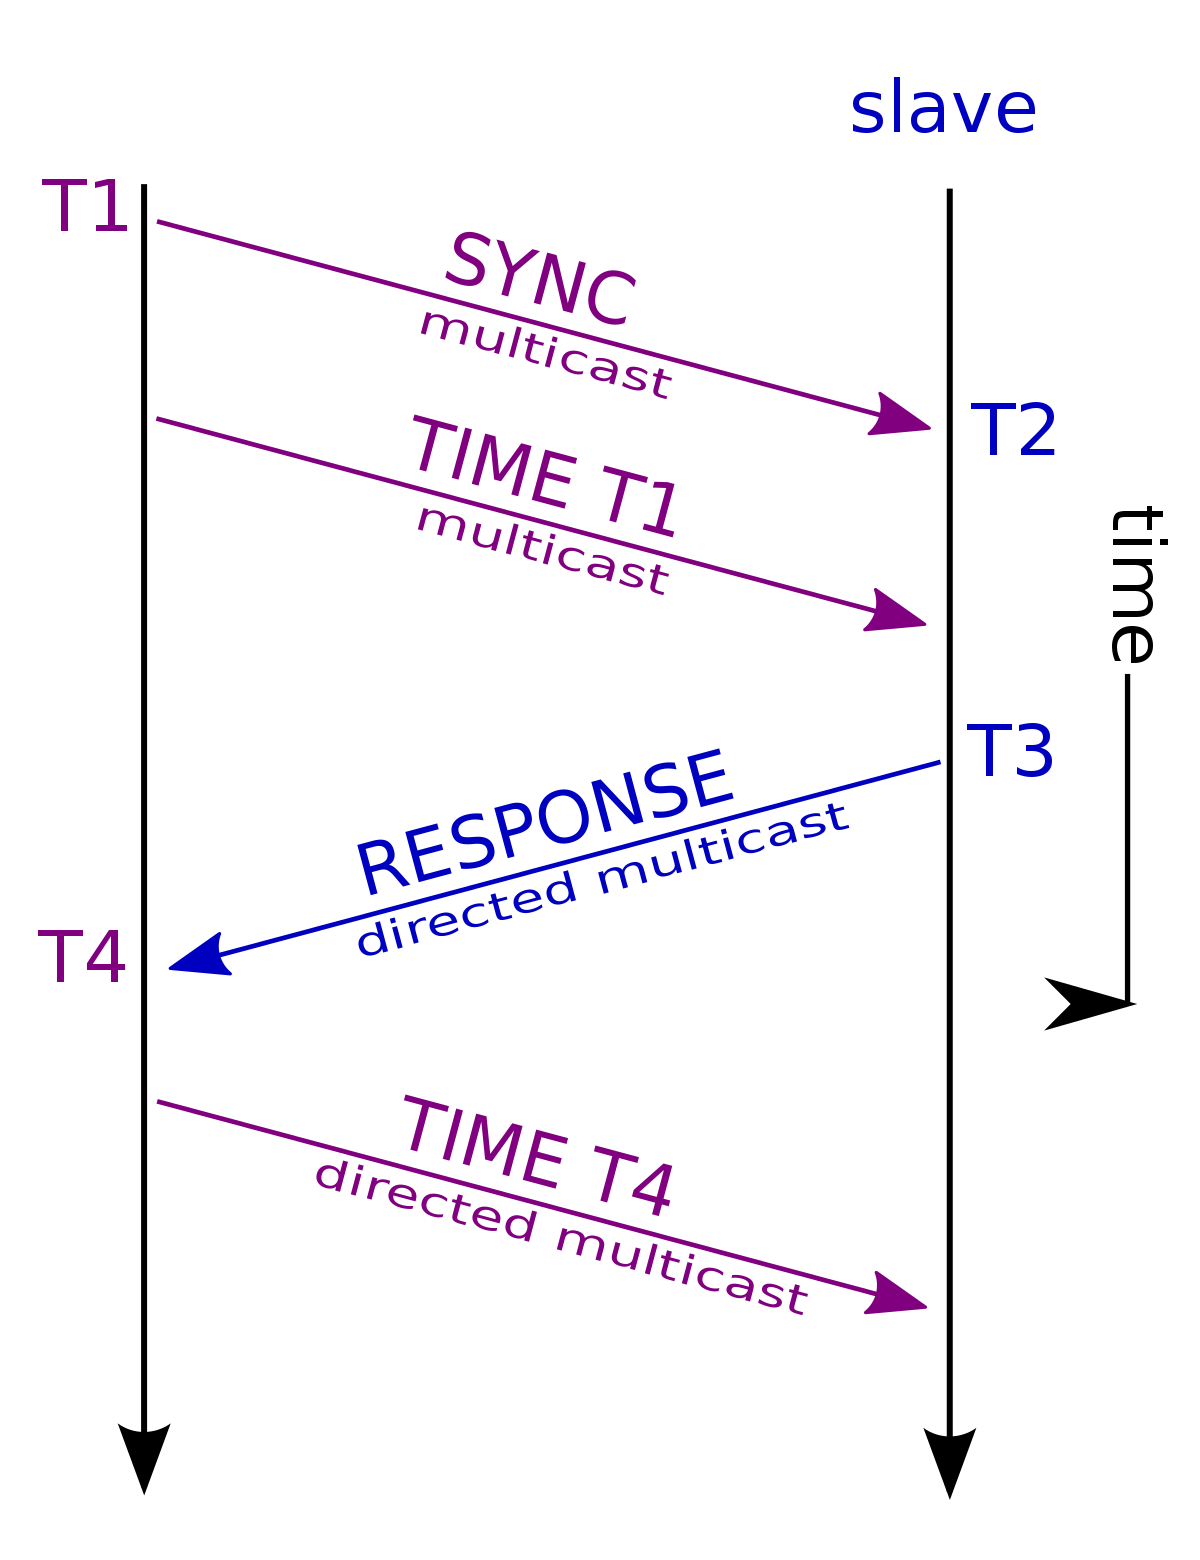 slave
T1
SYNC
multicast
T2
TIME T1
multicast
time
T3
RESPONSE
directed multicast
T4
TIME T4
directed multicast